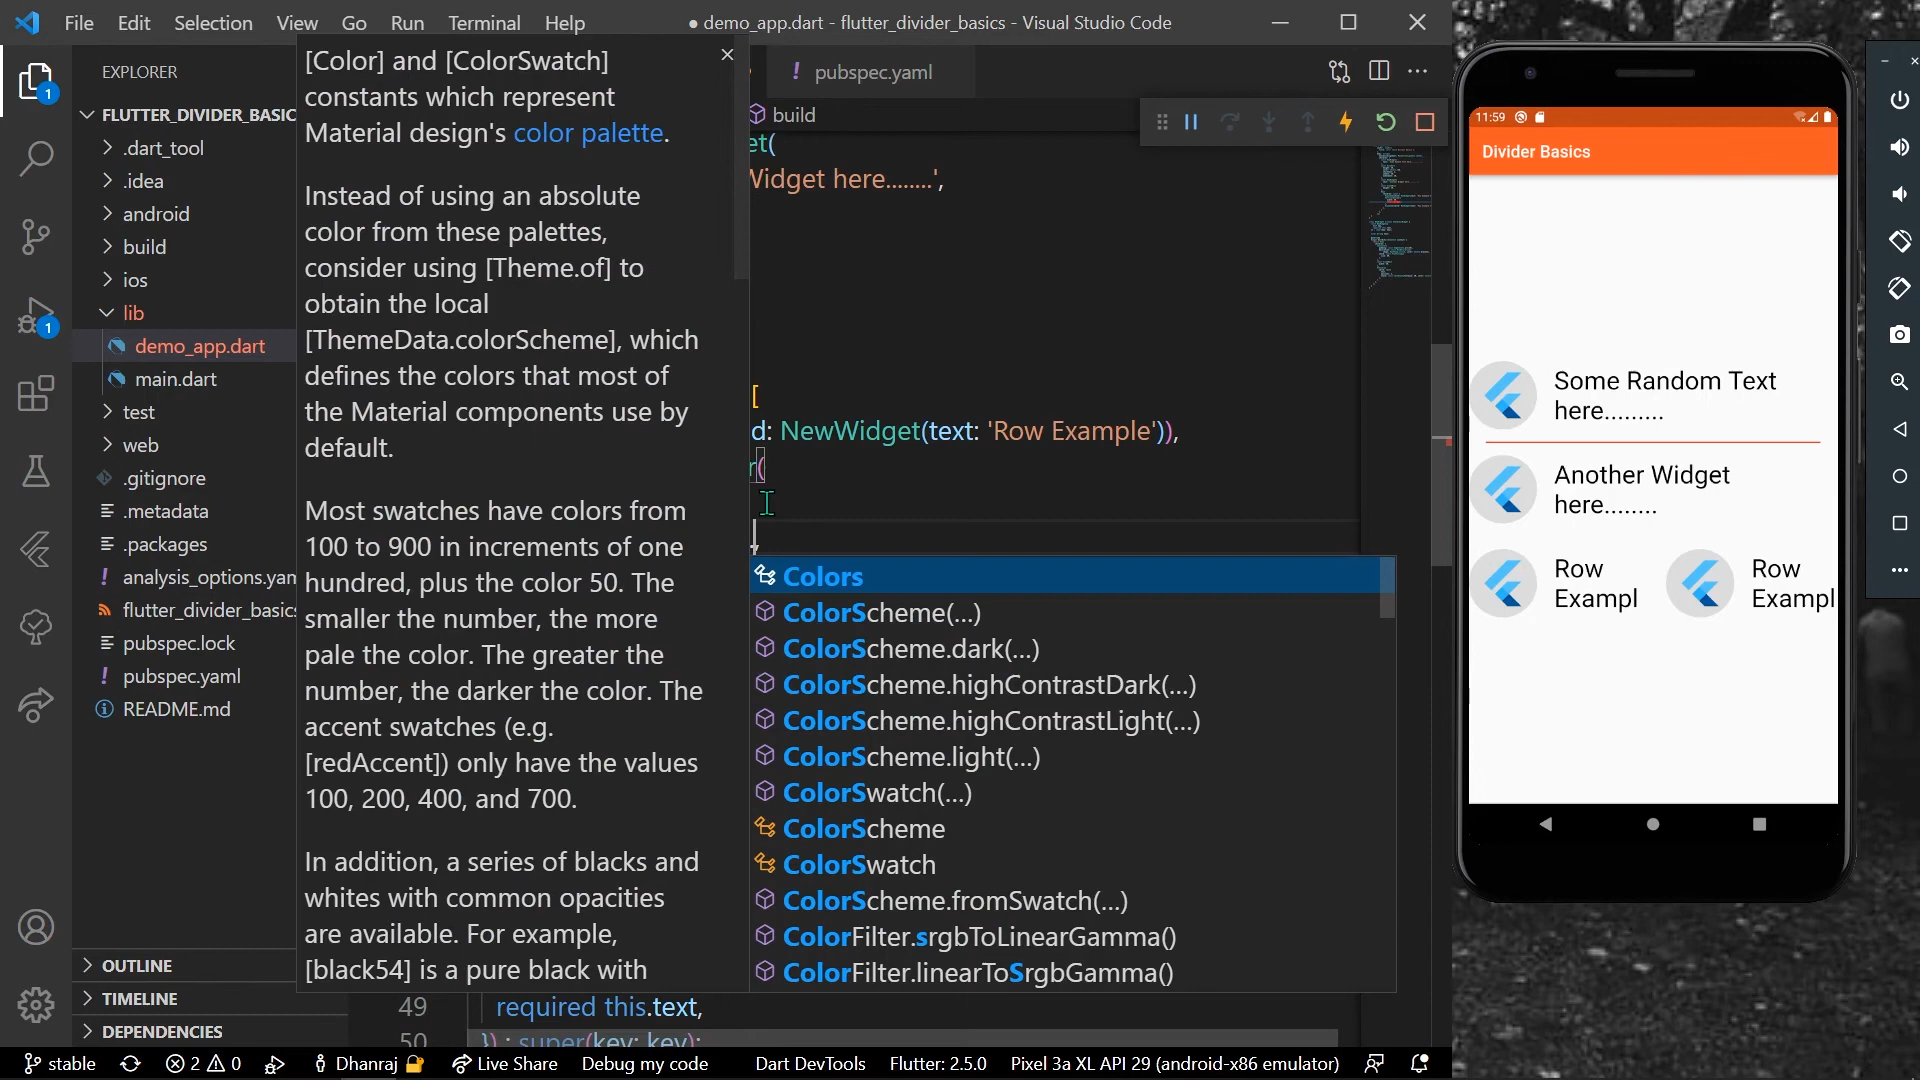 File Edit Selection View Go Run Terminal Help
● demo_app.dart - flutter_divider_basics - Visual Studio Code
EXPLORER
FLUTTER_DIVIDER_BASIC
.dart_tool
.idea
android
build
ios
lib
demo_app.dart
main.dart
test
web
.gitignore
.metadata
.packages
analysis_options.yam
flutter_divider_basics
pubspec.lock
pubspec.yaml
README.md
OUTLINE
TIMELINE
DEPENDENCIES
1
1
[Color] and [ColorSwatch]
constants which represent
Material design's color palette.
Instead of using an absolute
color from these palettes,
consider using [Theme.of] to
obtain the local
[ThemeData.colorScheme], which
defines the colors that most of
the Material components use by
default.
Most swatches have colors from
100 to 900 in increments of one
hundred, plus the color 50. The
smaller the number, the more
pale the color. The greater the
number, the darker the color. The
accent swatches (e.g.
[redAccent]) only have the values
100, 200, 400, and 700.
In addition, a series of blacks and
whites with common opacities
are available. For example,
[black54] is a pure black with
! pubspec.yaml
build
et(
Widget here........',
[
d: NewWidget(text: 'Row Example')),
r(
Colors
ColorScheme(...)
ColorScheme.dark(...)
ColorScheme.highContrastDark(...)
ColorScheme.highContrastLight(...)
ColorScheme.light(...)
ColorSwatch(...)
ColorScheme
ColorSwatch
ColorScheme.fromSwatch(...)
ColorFilter.srgbToLinearGamma()
ColorFilter.linearToSrgbGamma()
49 required this.text,
50 }) : super(key: key);
stable 2 0 Dhanraj Live Share Debug my code Dart DevTools Flutter: 2.5.0 Pixel 3a XL API 29 (android-x86 emulator)
11:59
Divider Basics
Some Random Text
here.........
Another Widget
here........
Row
Exampl
Row
Exampl